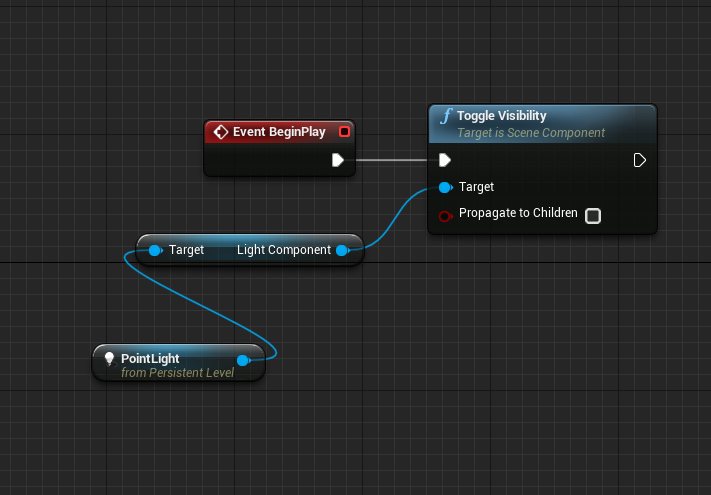 Event BeginPlay
f Toggle Visibility
Target is Scene Component
Target
Propagate to Children
Target Light Component
PointLight
from Persistent Level